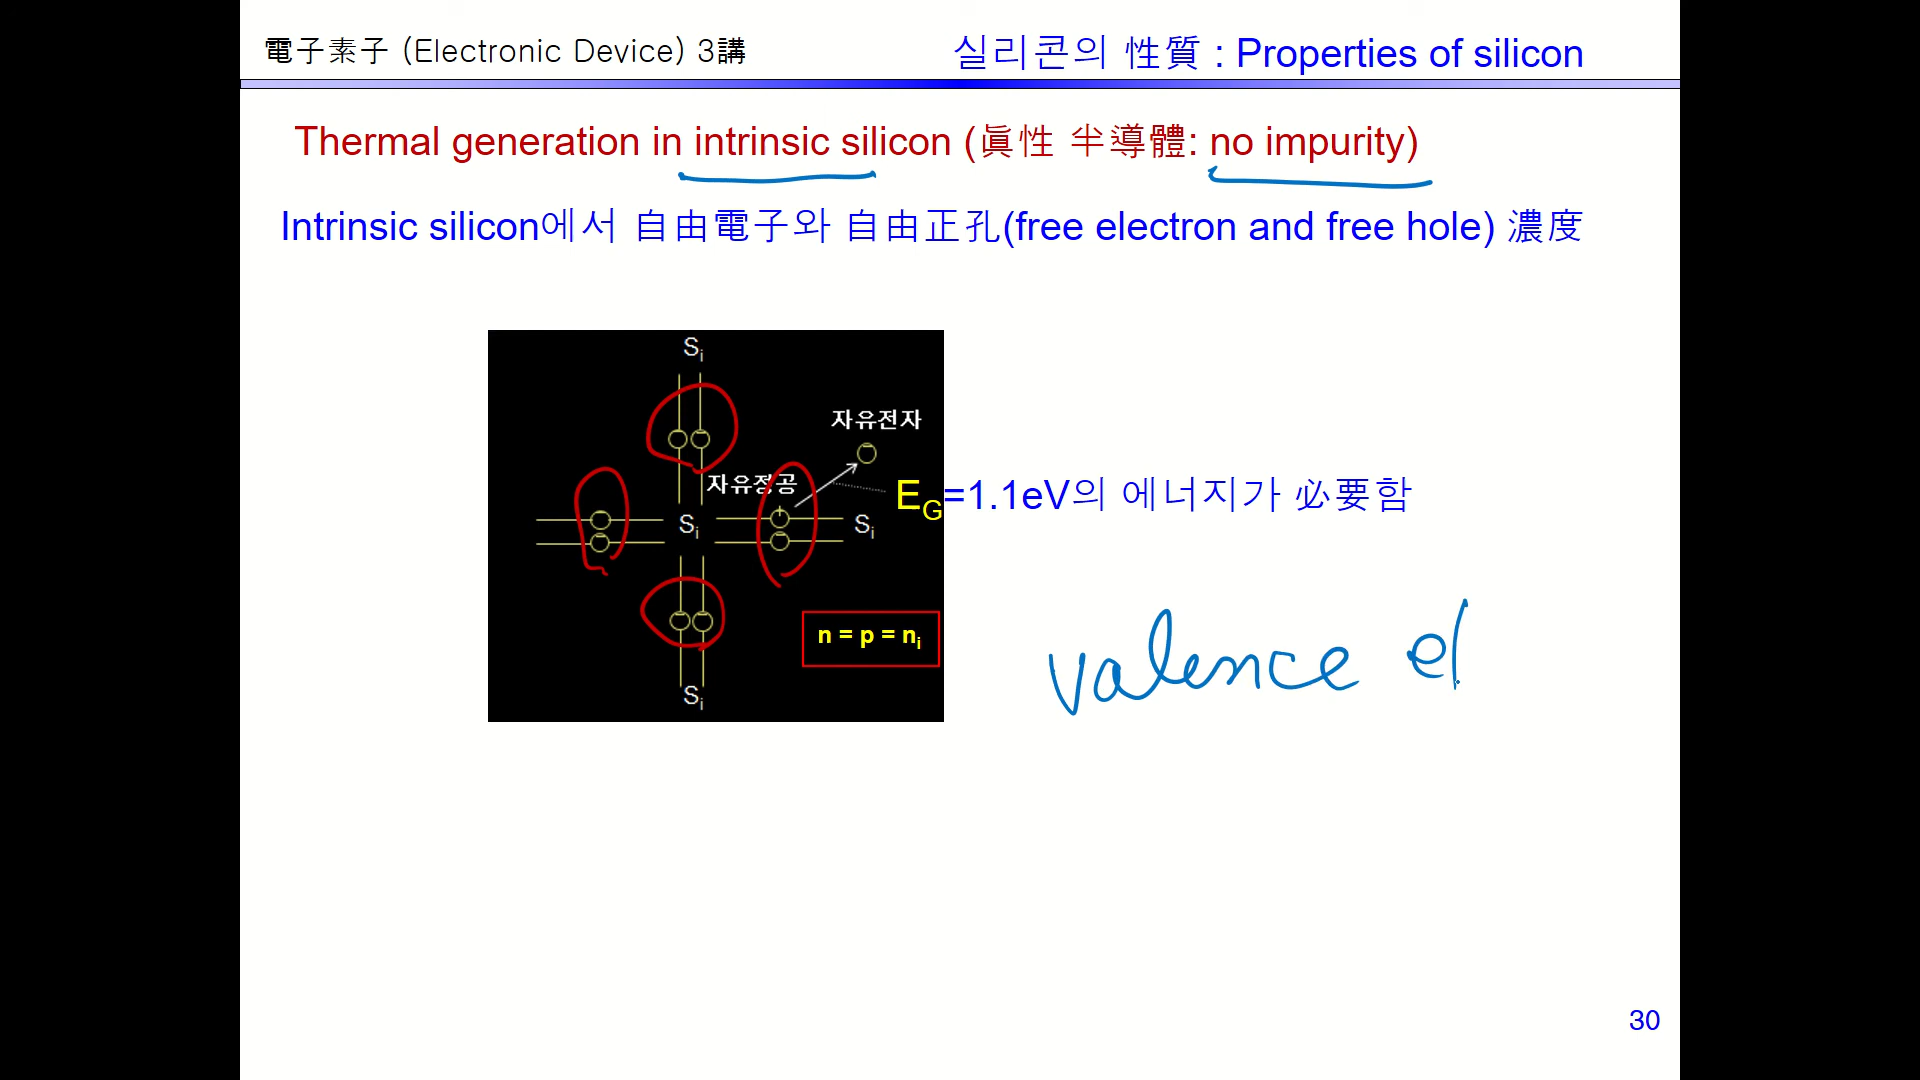 電子素子 (Electronic Device) 3講
실리콘의 性質 : Properties of silicon
Thermal generation in intrinsic silicon (眞性 半導體: no impurity)
Intrinsic silicon에서 自由電子와 自由正孔(free electron and free hole) 濃度
Si
자유전자
자유정공
EG=1.1eV의 에너지가 必要함
Si
Si
n = p = ni
Si
valence el
30